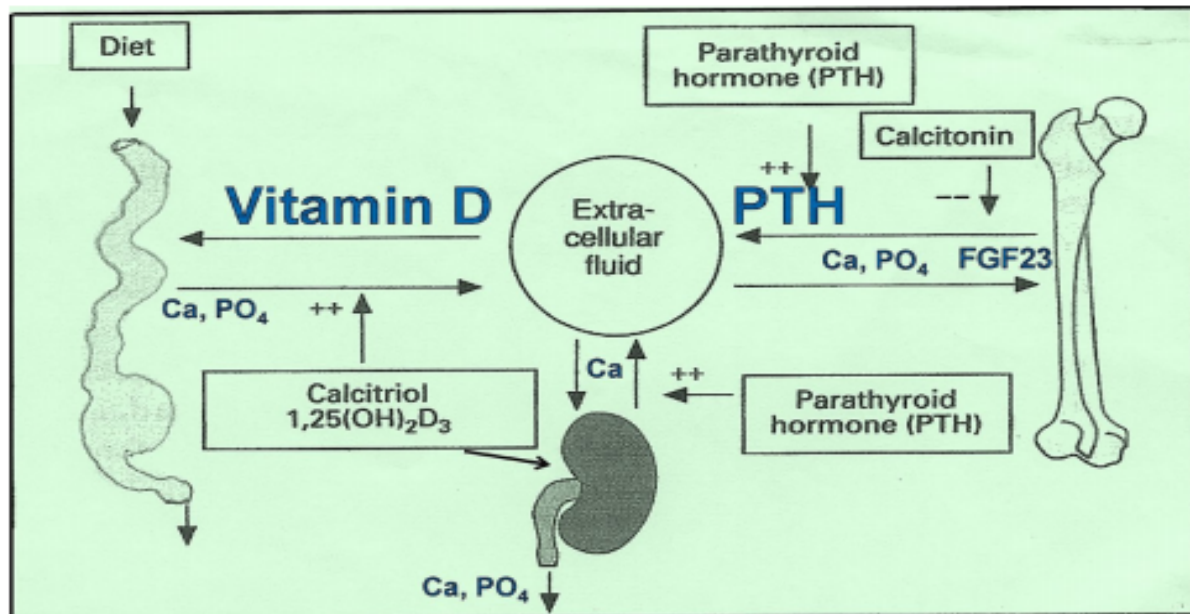 Diet
Parathyroid
hormone (PTH)
Calcitonin
++
Vitamin D
Extra-
cellular
fluid
PTH
--
Ca, PO₄
FGF23
Ca, PO₄
++
Ca
++
Calcitriol
1,25(OH)₂D₃
Parathyroid
hormone (PTH)
Ca, PO₄